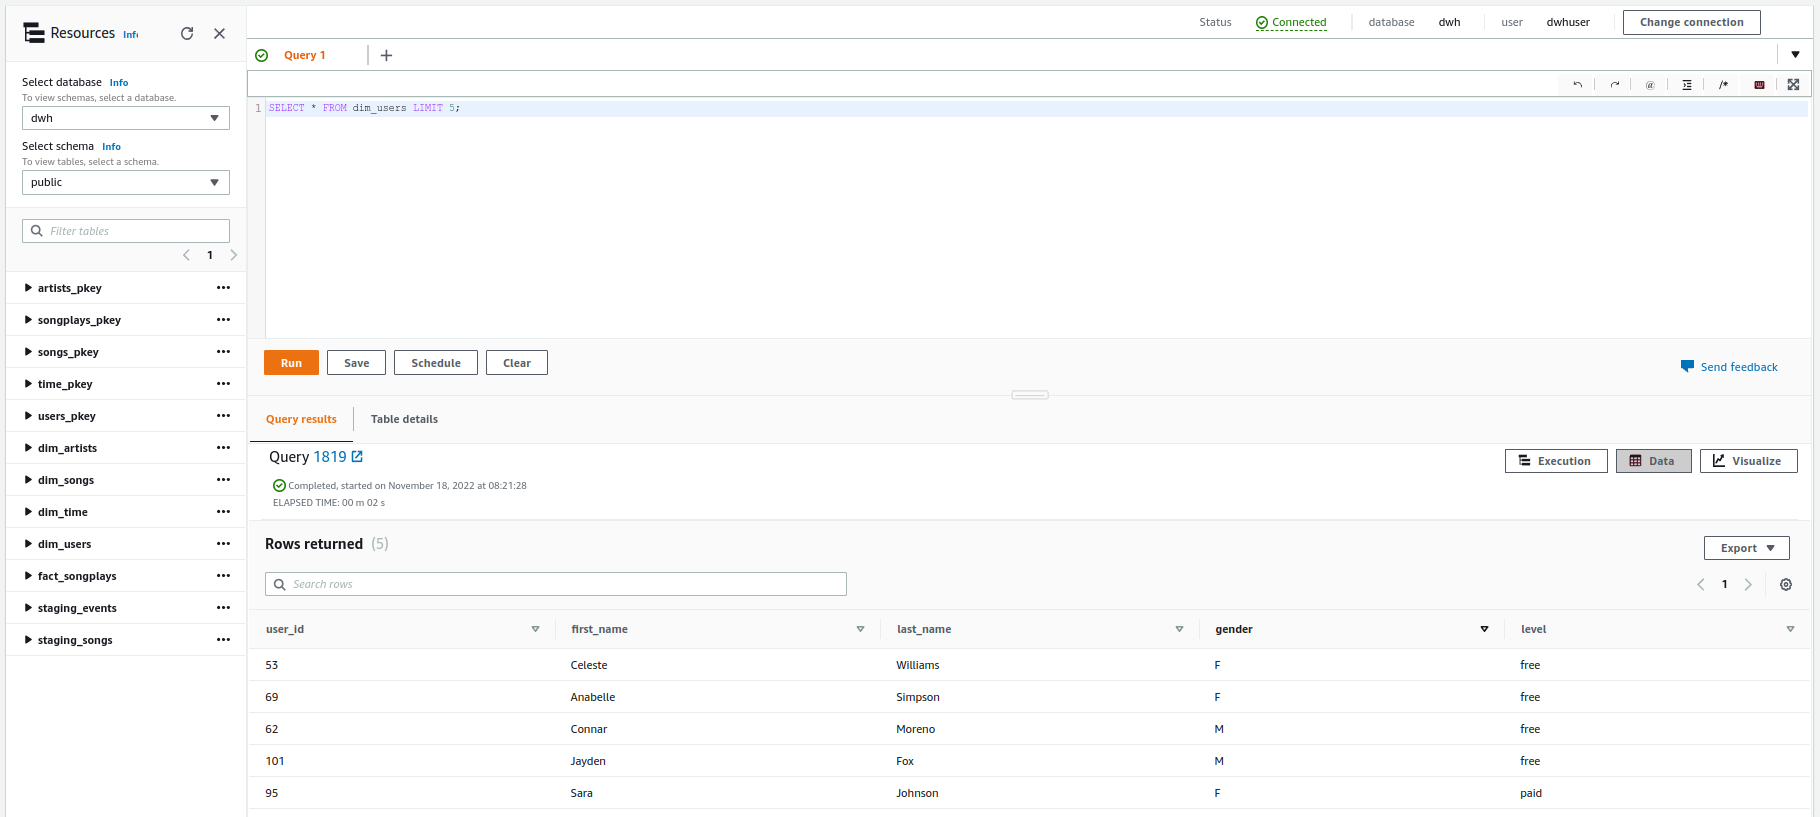 Resources Info
Select database Info
To view schemas, select a database.
dwh
Select schema Info
To view tables, select a schema.
public
Filter tables
1
artists_pkey
songplays_pkey
songs_pkey
time_pkey
users_pkey
dim_artists
dim_songs
dim_time
dim_users
fact_songplays
staging_events
staging_songs
Status Connected database dwh user dwhuser Change connection
Query 1
@ /*
1 SELECT * FROM dim_users LIMIT 5;
Run Save Schedule Clear
Send feedback
Query results Table details
Query 1819
Execution Data Visualize
Completed, started on November 18, 2022 at 08:21:28
ELAPSED TIME: 00 m 02 s
Rows returned (5)
Export
Search rows
1
user_id first_name last_name gender level
53 Celeste Williams F free
69 Anabelle Simpson F free
62 Connar Moreno M free
101 Jayden Fox M free
95 Sara Johnson F paid